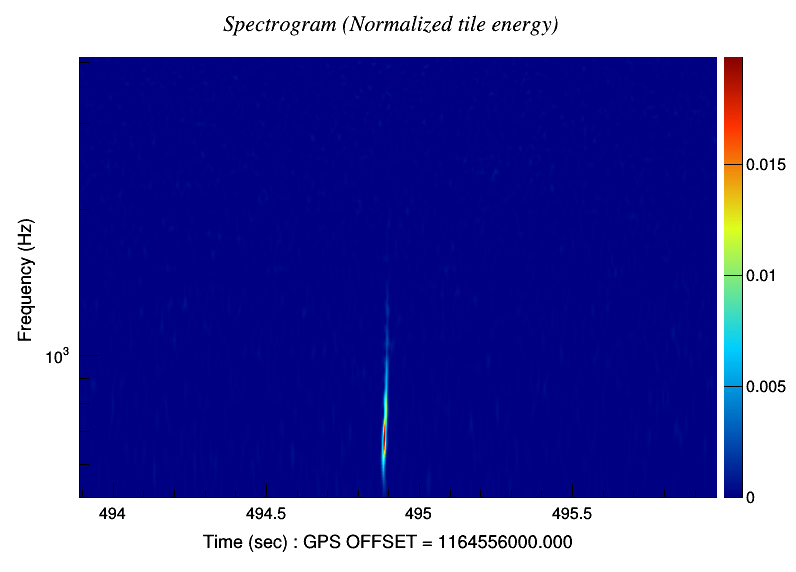 Spectrogram (Normalized tile energy)
0.015
0.01
Frequency (Hz)
10³
0.005
0
494 494.5 495 495.5
Time (sec) : GPS OFFSET = 1164556000.000